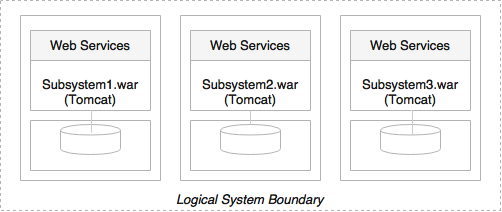 Web Services
Subsystem1.war
(Tomcat)
Web Services
Subsystem2.war
(Tomcat)
Web Services
Subsystem3.war
(Tomcat)
Logical System Boundary